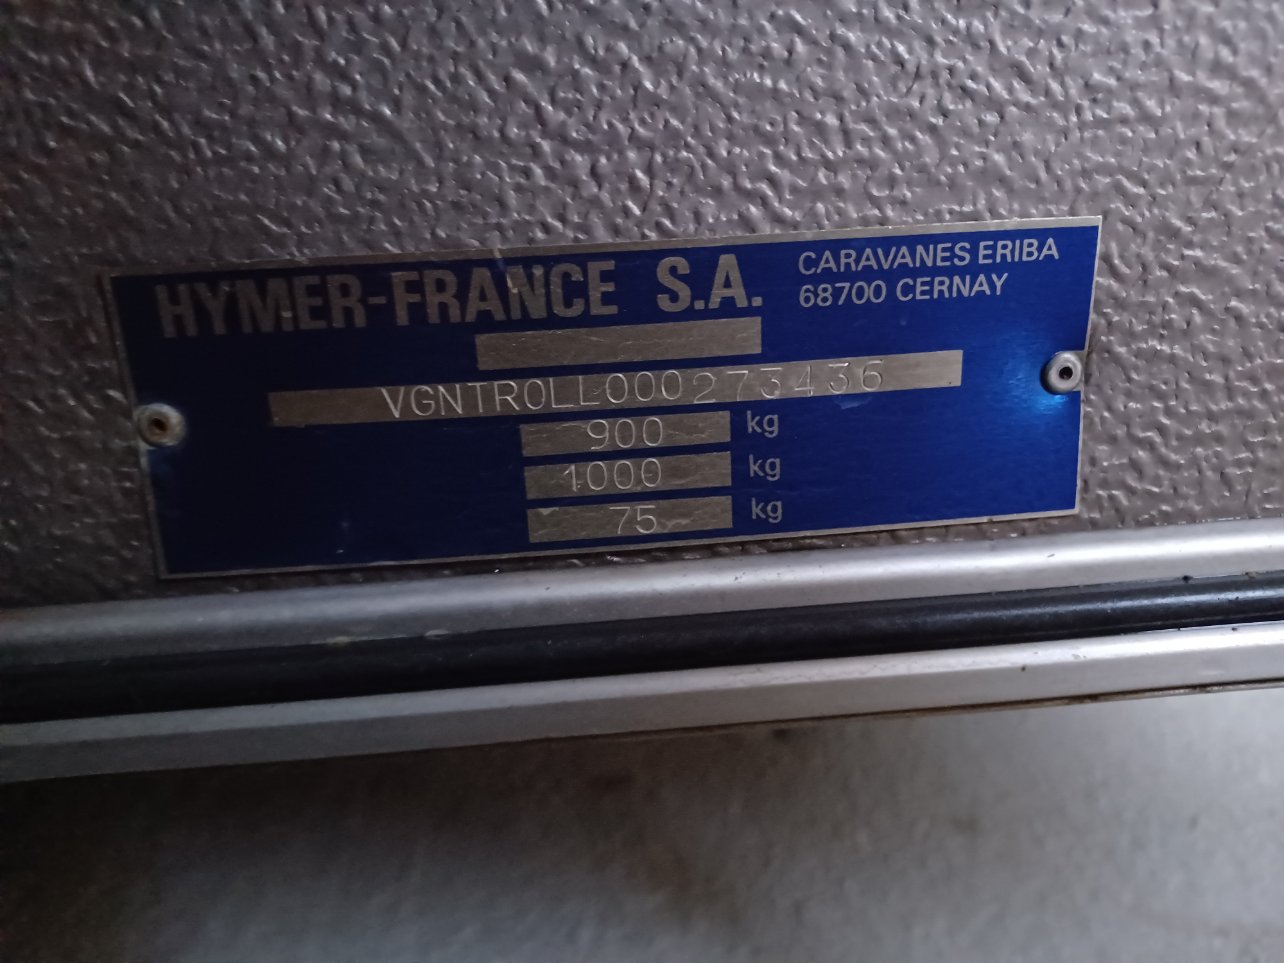 HYMER-FRANCE S.A.
CARAVANES ERIBA
68700 CERNAY
VGNTROLL000273436
900 kg
1000 kg
75 kg